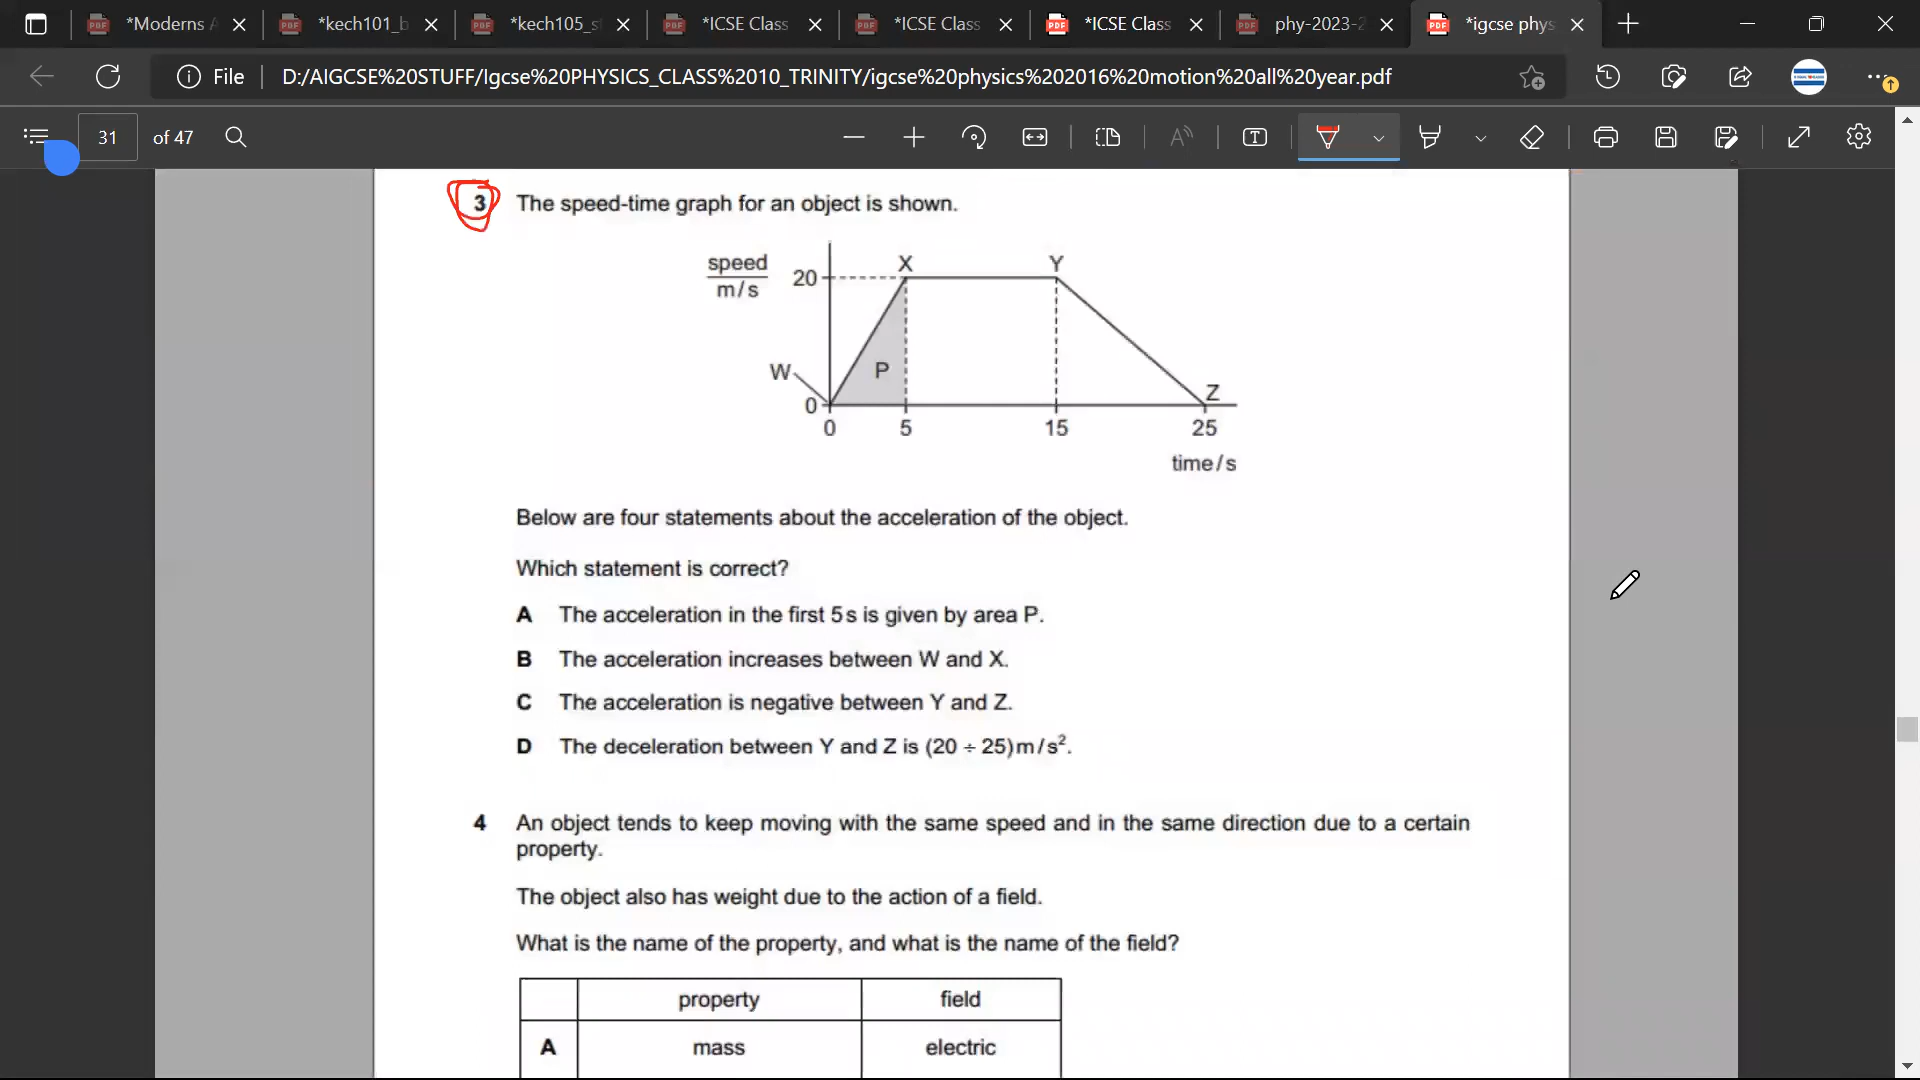 *Moderns A
*kech101_b
*kech105_s
*ICSE Class
*ICSE Class
*ICSE Class
phy-2023-2
*igcse phys
File
D:/AIGCSE%20STUFF/Igcse%20PHYSICS_CLASS%2010_TRINITY/igcse%20physics%202016%20motion%20all%20year.pdf
31 of 47
3 The speed-time graph for an object is shown.
speed
m/s
20
X
Y
W
P
Z
0
0 5 15 25
time/s
Below are four statements about the acceleration of the object.
Which statement is correct?
A The acceleration in the first 5s is given by area P.
B The acceleration increases between W and X.
C The acceleration is negative between Y and Z.
D The deceleration between Y and Z is (20 ÷ 25)m/s².
4 An object tends to keep moving with the same speed and in the same direction due to a certain
property.
The object also has weight due to the action of a field.
What is the name of the property, and what is the name of the field?
property field
A mass electric